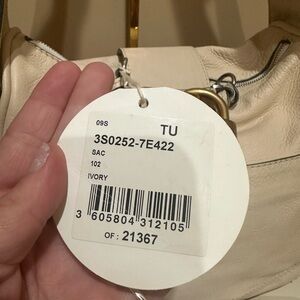 09S
TU
3S0252-7E422
SAC
102
IVORY
3 605804 312105
OF : 21367